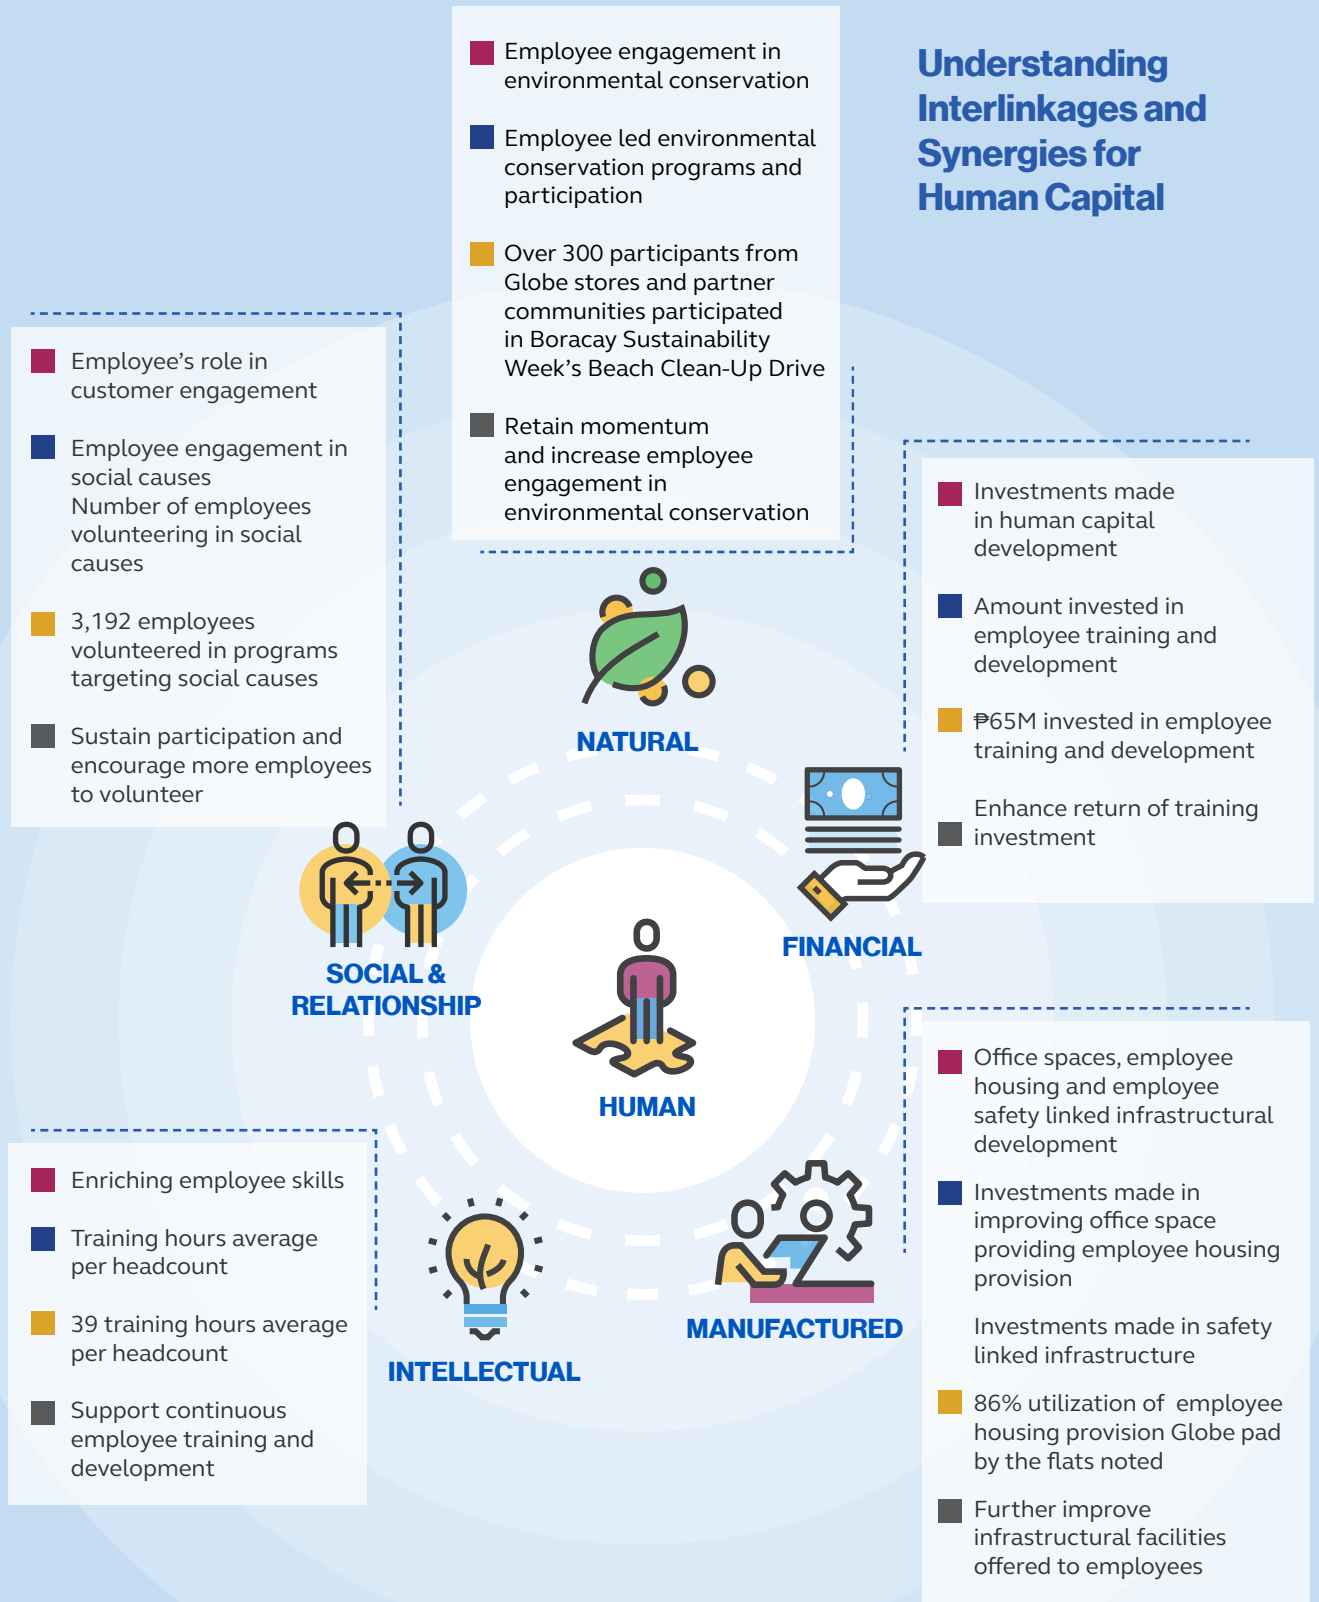 Understanding
Interlinkages and
Synergies for
Human Capital
Employee engagement in
environmental conservation
Employee led environmental
conservation programs and
participation
Over 300 participants from
Globe stores and partner
communities participated
in Boracay Sustainability
Week’s Beach Clean-Up Drive
Retain momentum
and increase employee
engagement in
environmental conservation
NATURAL
Employee’s role in
customer engagement
Employee engagement in
social causes
Number of employees
volunteering in social
causes
3,192 employees
volunteered in programs
targeting social causes
Sustain participation and
encourage more employees
to volunteer
SOCIAL &
RELATIONSHIP
Investments made
in human capital
development
Amount invested in
employee training and
development
₱65M invested in employee
training and development
Enhance return of training
investment
FINANCIAL
HUMAN
Enriching employee skills
Training hours average
per headcount
39 training hours average
per headcount
Support continuous
employee training and
development
INTELLECTUAL
Office spaces, employee
housing and employee
safety linked infrastructural
development
Investments made in
improving office space
providing employee housing
provision
Investments made in safety
linked infrastructure
86% utilization of employee
housing provision Globe pad
by the flats noted
Further improve
infrastructural facilities
offered to employees
MANUFACTURED